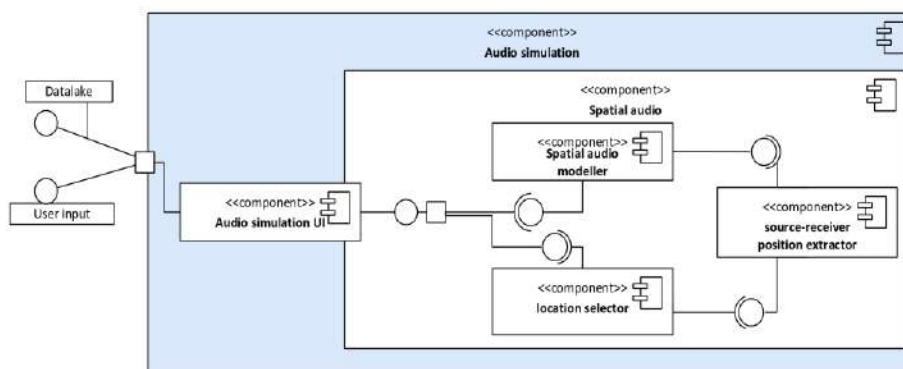 <<component>>
Audio simulation
Datalake
<<component>>
Spatial audio
<<component>>
Spatial audio
modeller
User input
<<component>>
Audio simulation UI
<<component>>
source-receiver
position extractor
<<component>>
location selector